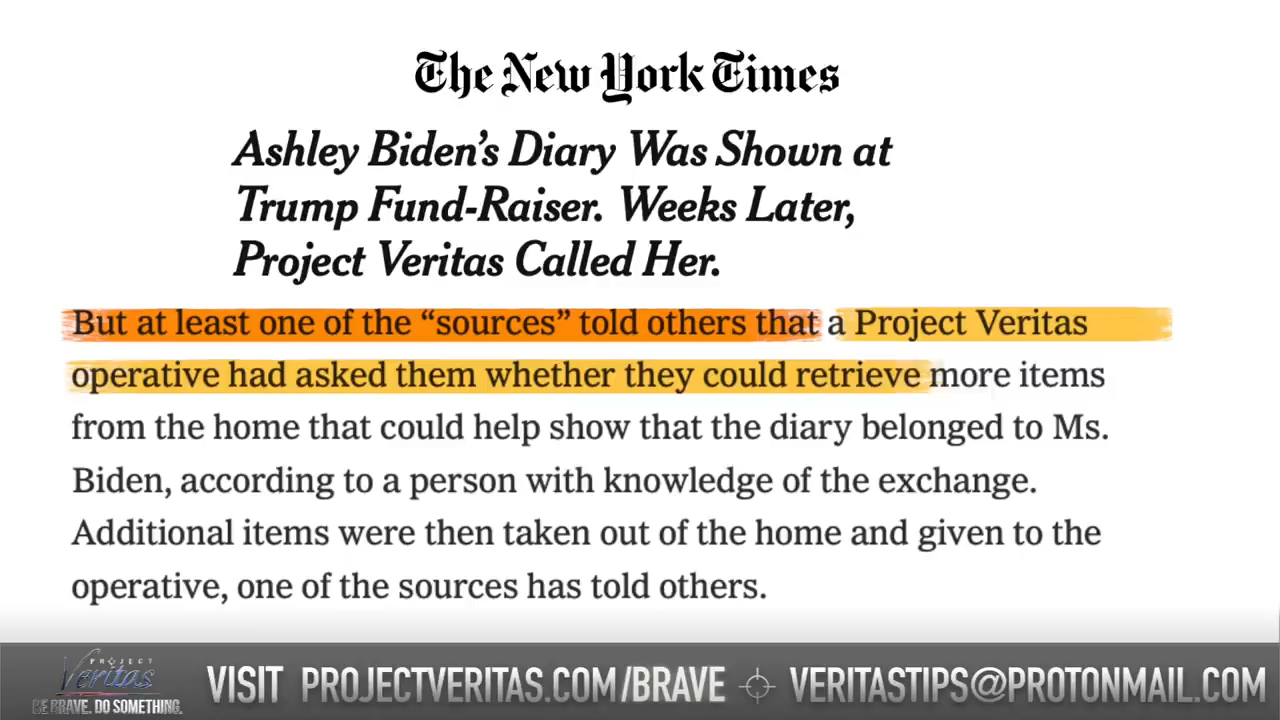 The New York Times
Ashley Biden's Diary Was Shown at
Trump Fund-Raiser. Weeks Later,
Project Veritas Called Her.
But at least one of the “sources” told others that a Project Veritas
operative had asked them whether they could retrieve more items
from the home that could help show that the diary belonged to Ms.
Biden, according to a person with knowledge of the exchange.
Additional items were then taken out of the home and given to the
operative, one of the sources has told others.
PROJECT
Veritas
BE BRAVE. DO SOMETHING.
VISIT PROJECTVERITAS.COM/BRAVE VERITASTIPS@PROTONMAIL.COM